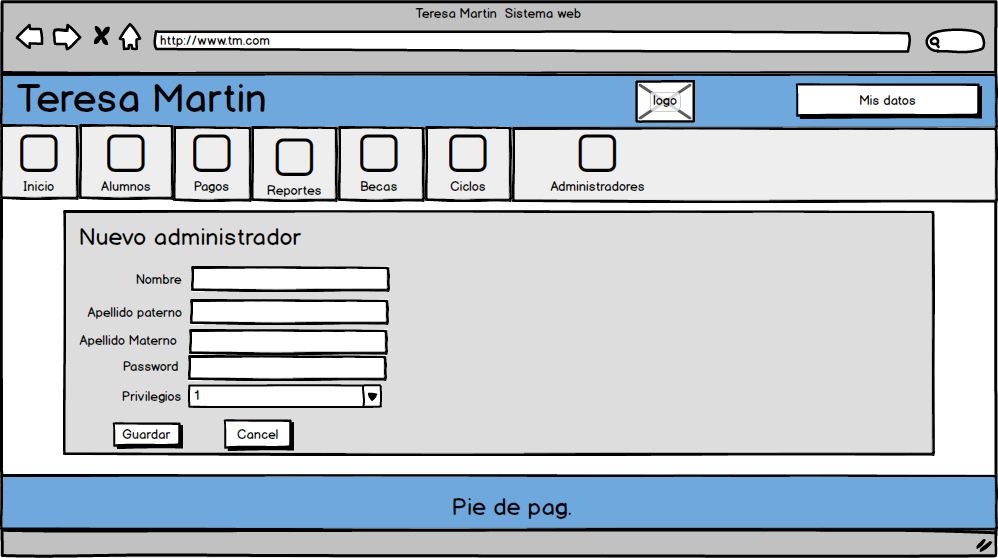 Teresa Martin Sistema web
http://www.tm.com
Teresa Martin
logo
Mis datos
Inicio
Alumnos
Pagos
Reportes
Becas
Ciclos
Administradores
Nuevo administrador
Nombre
Apellido paterno
Apellido Materno
Password
Privilegios 1
Guardar
Cancel
Pie de pag.